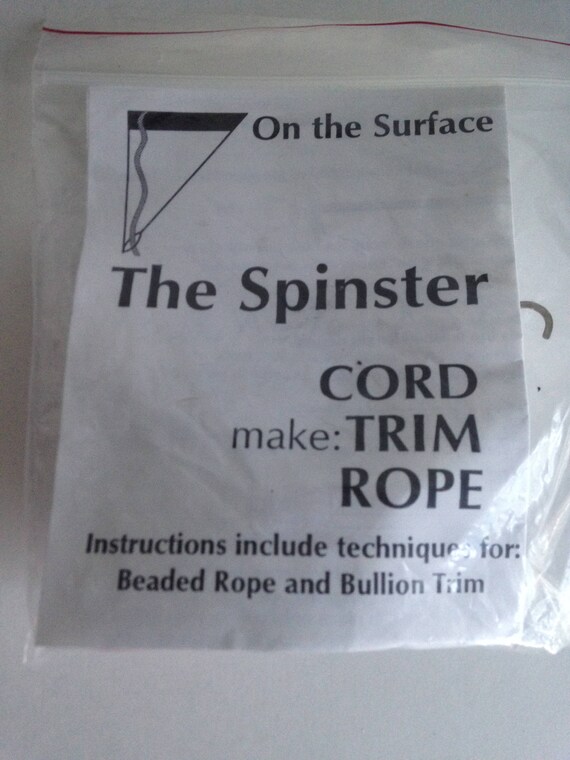 On the Surface
The Spinster
CORD
make: TRIM
ROPE
Instructions include techniques for:
Beaded Rope and Bullion Trim